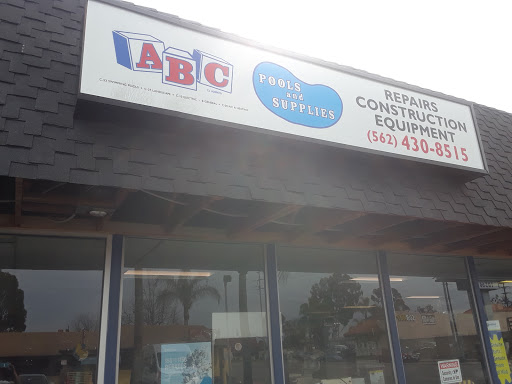 ABC
POOLS
and
SUPPLIES
REPAIRS
CONSTRUCTION
EQUIPMENT
(562) 430-8515